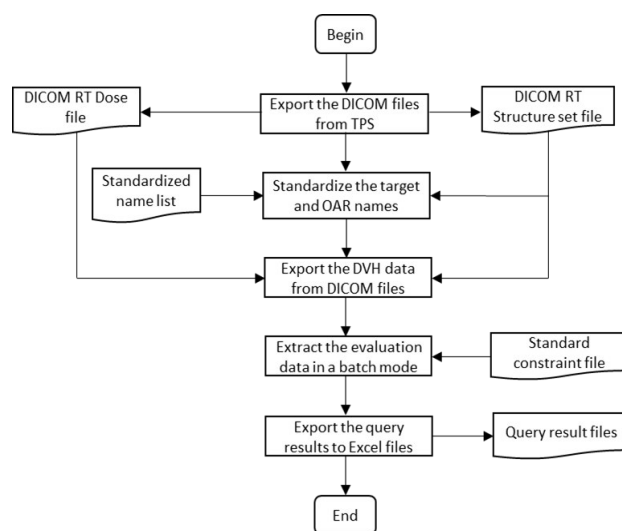 Begin
DICOM RT Dose
file
Export the DICOM files
from TPS
DICOM RT
Structure set file
Standardized
name list
Standardize the target
and OAR names
Export the DVH data
from DICOM files
Extract the evaluation
data in a batch mode
Standard
constraint file
Export the query
results to Excel files
Query result files
End